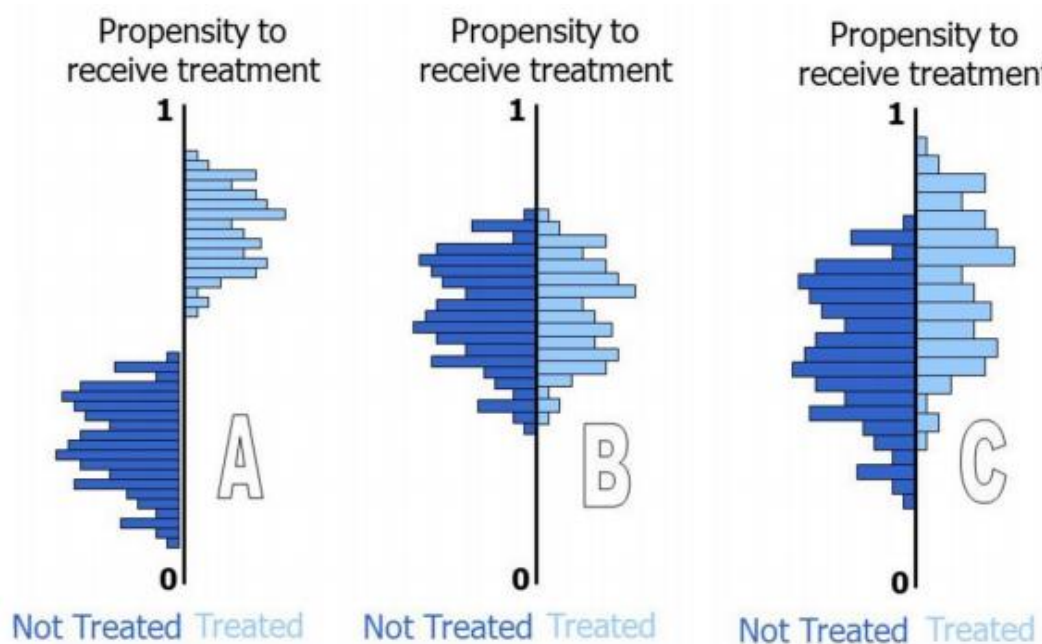 Propensity to
receive treatment
1
A
0
Not Treated Treated
Propensity to
receive treatment
1
B
0
Not Treated Treated
Propensity to
receive treatment
1
C
0
Not Treated Treated